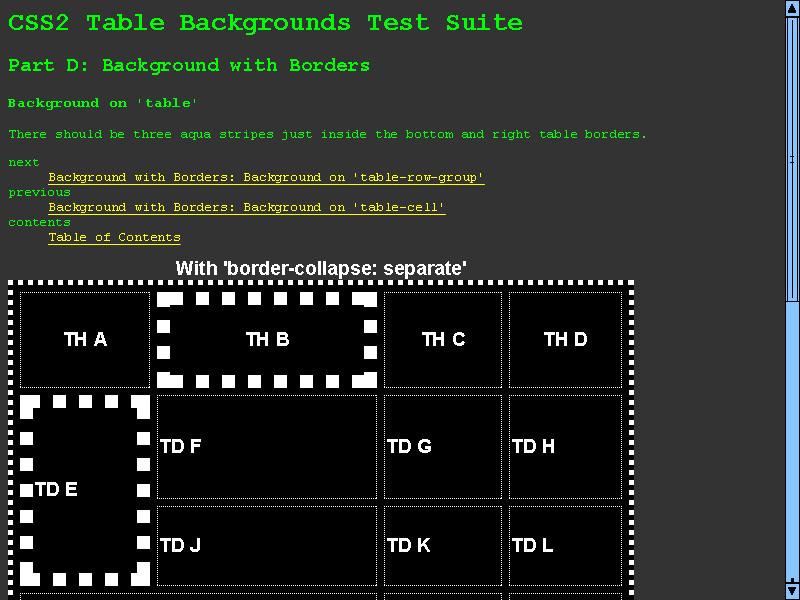 CSS2 Table Backgrounds Test Suite
Part D: Background with Borders
Background on 'table'
There should be three aqua stripes just inside the bottom and right table borders.
next
Background with Borders: Background on 'table-row-group'
previous
Background with Borders: Background on 'table-cell'
contents
Table of Contents
With 'border-collapse: separate'
TH A TH B TH C TH D
TD F TD G TD H
TD E
TD J TD K TD L